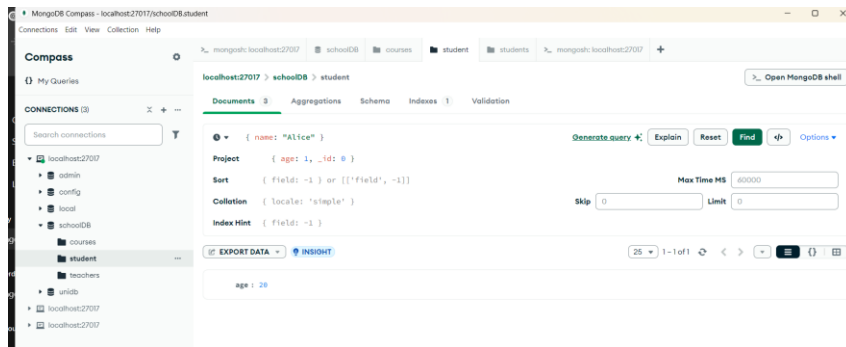 MongoDB Compass - localhost:27017/schoolDB.student
Connections Edit View Collection Help
Compass
{} My Queries
CONNECTIONS (3)
Search connections
localhost:27017
admin
config
local
schoolDB
courses
student
teachers
unidb
localhost:27017
localhost:27017
>_ mongosh: localhost:27017 schoolDB courses student students >_ mongosh: localhost:27017 +
localhost:27017 > schoolDB > student
>_ Open MongoDB shell
Documents 3 Aggregations Schema Indexes 1 Validation
{ name: "Alice" }
Generate query Explain Reset Find </> Options
Project { age: 1, _id: 0 }
Sort { field: -1 } or [['field', -1]]
Max Time MS 60000
Collation { locale: 'simple' }
Skip 0 Limit 0
Index Hint { field: -1 }
EXPORT DATA INSIGHT
25 1-1 of 1 {}
age : 20